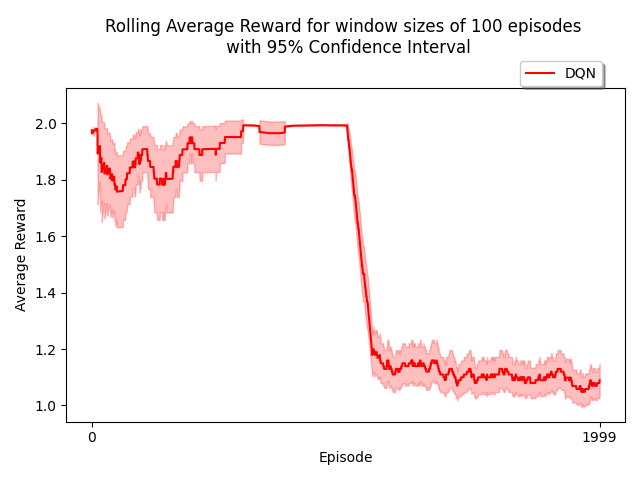 Rolling Average Reward for window sizes of 100 episodes
with 95% Confidence Interval
DQN
2.0
1.8
1.6
1.4
1.2
1.0
Average Reward
0
1999
Episode